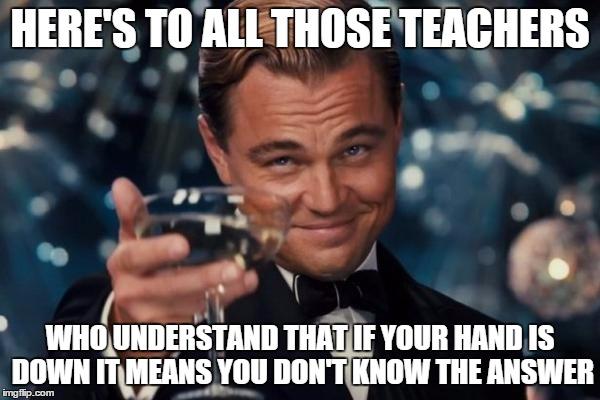 HERE'S TO ALL THOSE TEACHERS
WHO UNDERSTAND THAT IF YOUR HAND IS
DOWN IT MEANS YOU DON'T KNOW THE ANSWER
imgflip.com